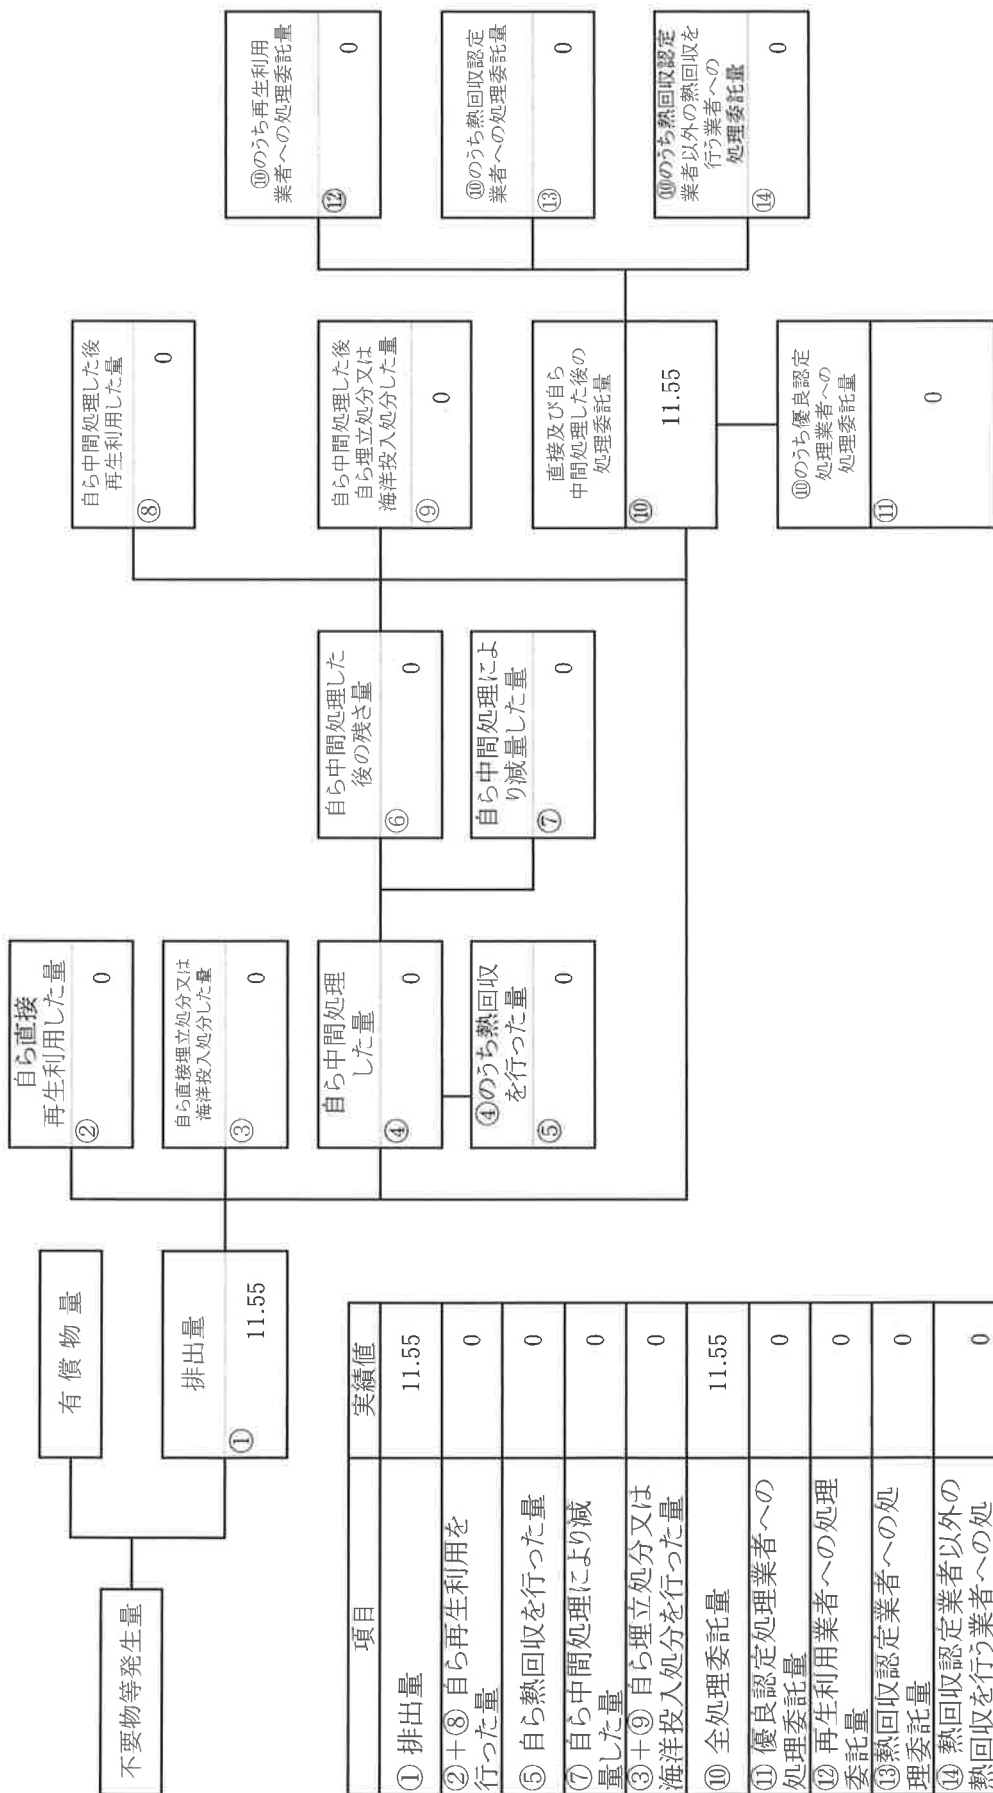 不要物等発生量
有償物量
排出量
①
11.55
自ら直接
再生利用した量
②
0
自ら直接埋立処分又は
海洋投入処分した量
③
0
自ら中間処理
した量
④
0
④のうち熱回収
を行った量
⑤
0
自ら中間処理した
後の残さ量
⑥
0
自ら中間処理によ
り減量した量
⑦
0
自ら中間処理した後
再生利用した量
⑧
0
自ら中間処理した後
自ら埋立処分又は
海洋投入処分した量
⑨
0
直接及び自ら
中間処理した後の
処理委託量
⑩
11.55
⑩のうち優良認定
処理業者への
処理委託量
⑪
0
⑩のうち再生利用
業者への処理委託量
⑫
0
⑩のうち熱回収認定
業者への処理委託量
⑬
0
⑩のうち熱回収認定
業者以外の熱回収を
行う業者への
処理委託量
⑭
0
項目 実績値
① 排出量 11.55
②+⑧ 自ら再生利用を
行った量 0
⑤ 自ら熱回収を行った量 0
⑦ 自ら中間処理により減
量した量 0
③+⑨ 自ら埋立処分又は
海洋投入処分を行った量 0
⑩ 全処理委託量 11.55
⑪ 優良認定処理業者への
処理委託量 0
⑫ 再生利用業者への処理
委託量 0
⑬熱回収認定業者への処
理委託量 0
⑭ 熱回収認定業者以外の
熱回収を行う業者への処 0